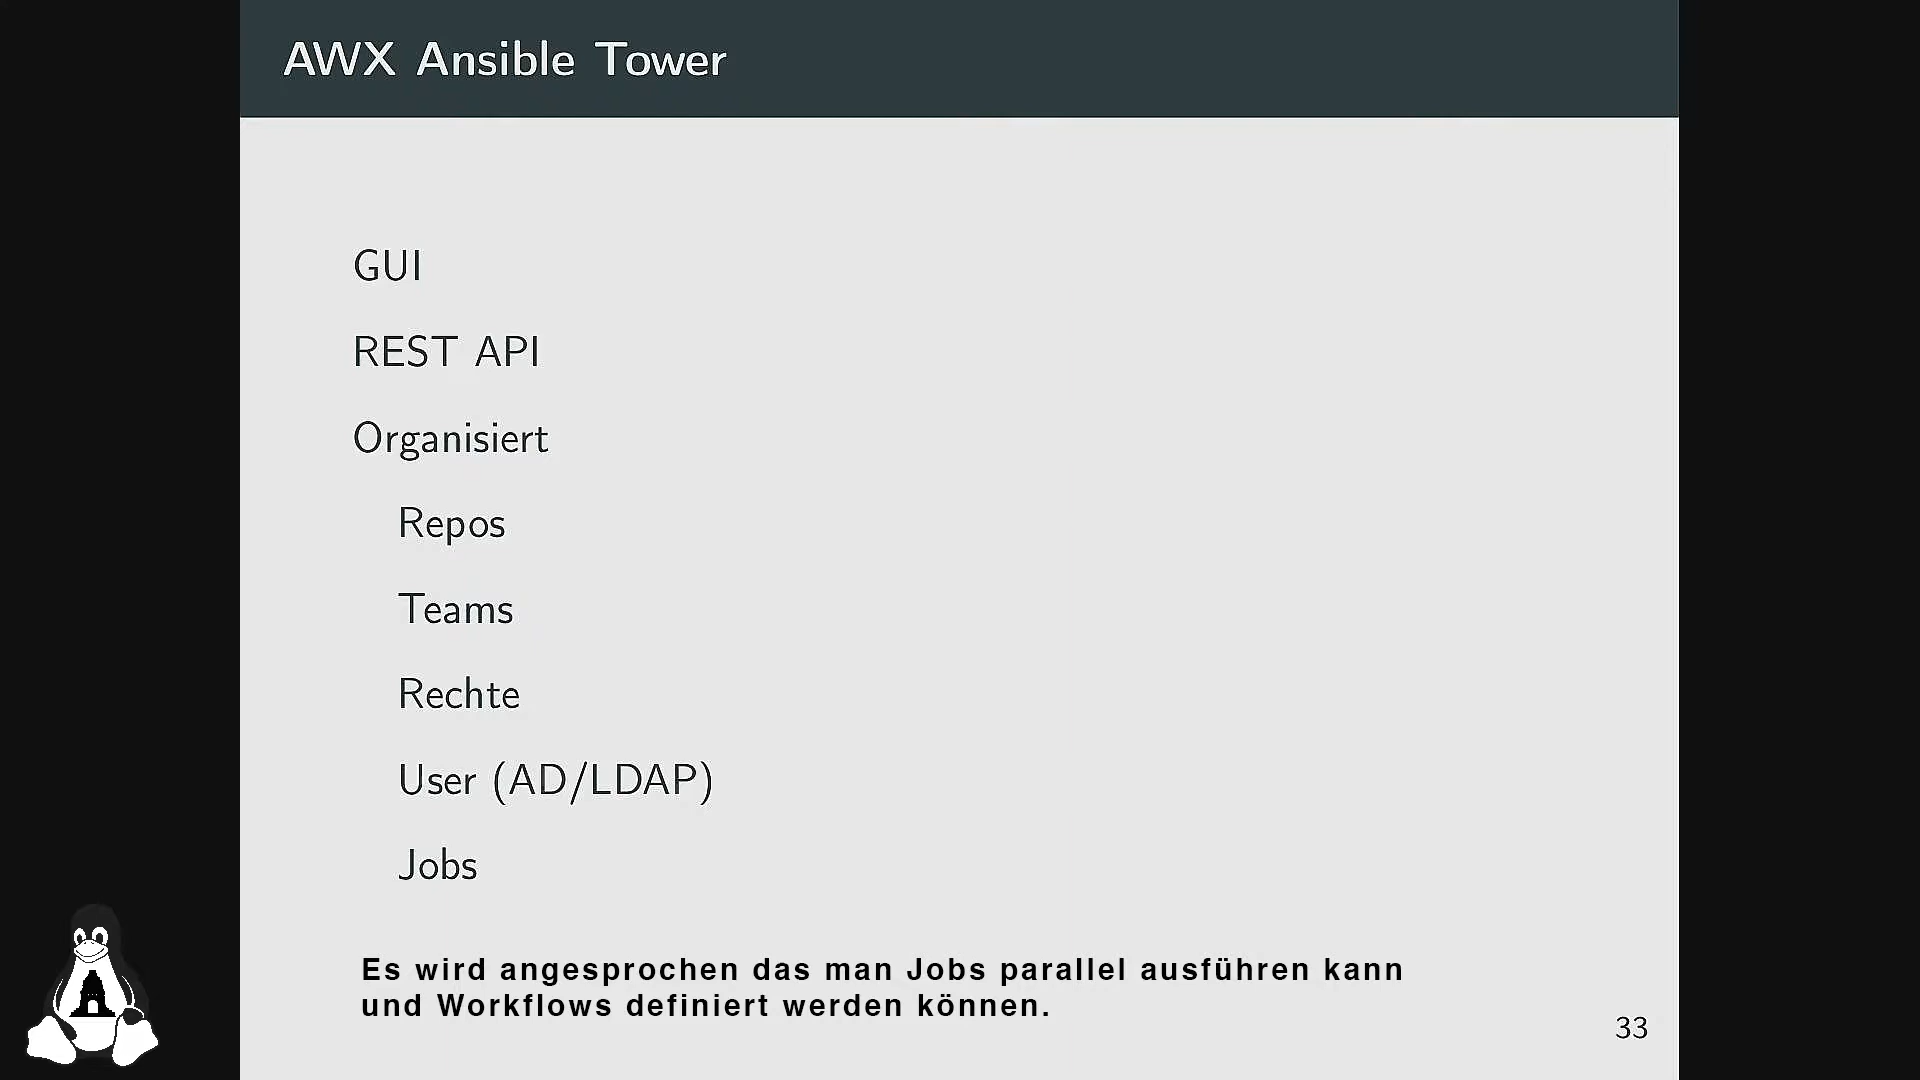 AWX Ansible Tower
GUI
REST API
Organisiert
Repos
Teams
Rechte
User (AD/LDAP)
Jobs
Es wird angesprochen das man Jobs parallel ausführen kann
und Workflows definiert werden können.
33